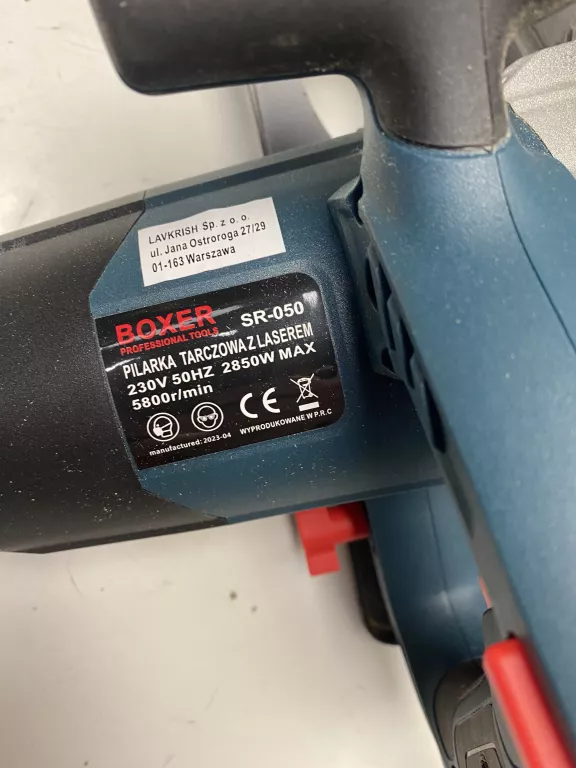 LAVKRISH Sp. z o. o.
ul. Jana Ostroroga 27/29
01-163 Warszawa
BOXER SR-050
PROFESSIONAL TOOLS
PILARKA TARCZOWA Z LASEREM
230V 50HZ 2850W MAX
5800r/min
CE
manufactured: 2023-04
WYPRODUKOWANE W P.R.C